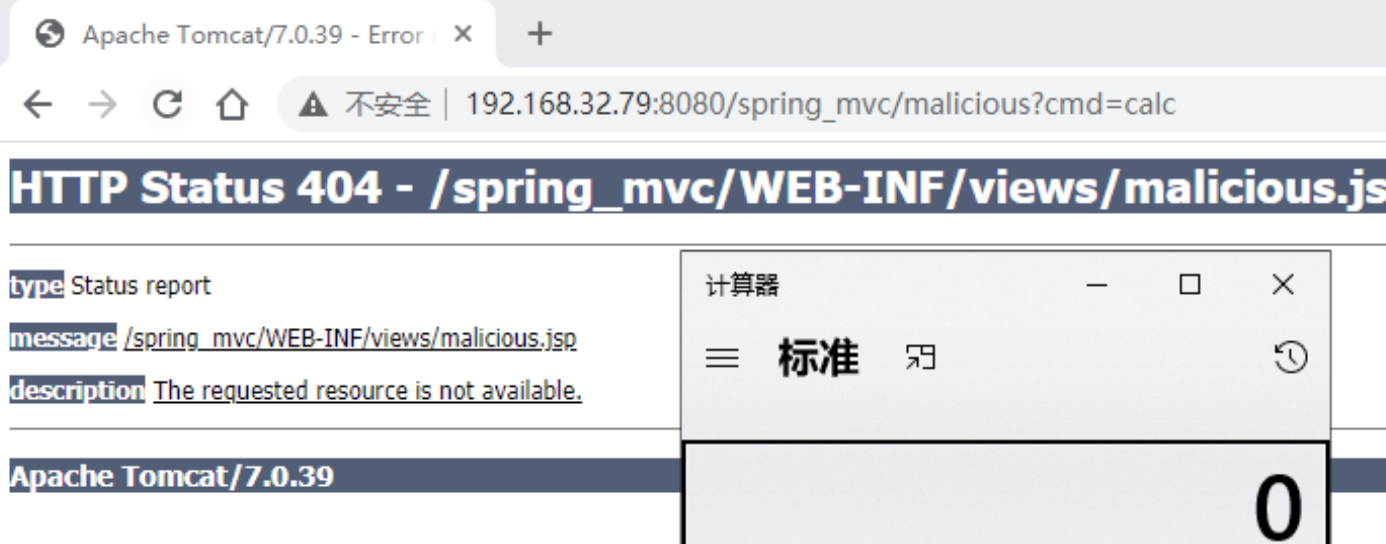 Apache Tomcat/7.0.39 - Error
不安全 192.168.32.79:8080/spring_mvc/malicious?cmd=calc
HTTP Status 404 - /spring_mvc/WEB-INF/views/malicious.js
type Status report
message /spring_mvc/WEB-INF/views/malicious.jsp
description The requested resource is not available.
Apache Tomcat/7.0.39
计算器
标准
0